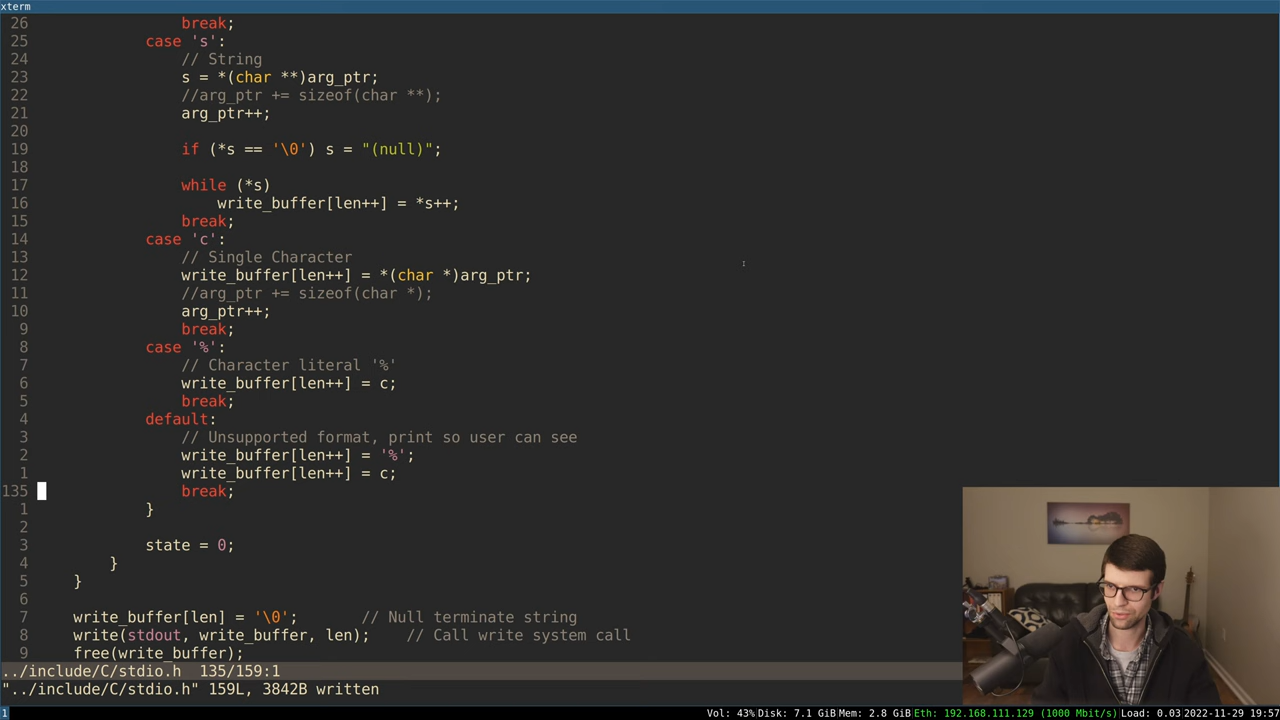 xterm
26 break;
25 case 's':
24 // String
23 s = *(char **)arg_ptr;
22 //arg_ptr += sizeof(char **);
21 arg_ptr++;
20
19 if (*s == '\0') s = "(null)";
18
17 while (*s)
16 write_buffer[len++] = *s++;
15 break;
14 case 'c':
13 // Single Character
12 write_buffer[len++] = *(char *)arg_ptr;
11 //arg_ptr += sizeof(char *);
10 arg_ptr++;
9 break;
8 case '%':
7 // Character literal '%'
6 write_buffer[len++] = c;
5 break;
4 default:
3 // Unsupported format, print so user can see
2 write_buffer[len++] = '%';
1 write_buffer[len++] = c;
135 break;
1 }
2
3 state = 0;
4 }
5 }
6
7 write_buffer[len] = '\0'; // Null terminate string
8 write(stdout, write_buffer, len); // Call write system call
9 free(write_buffer);
../include/C/stdio.h 135/159:1
"../include/C/stdio.h" 159L, 3842B written
1 Vol: 43% Disk: 7.1 GiB Mem: 2.8 GiB Eth: 192.168.111.129 (1000 Mbit/s) Load: 0.03 2022-11-29 19:57